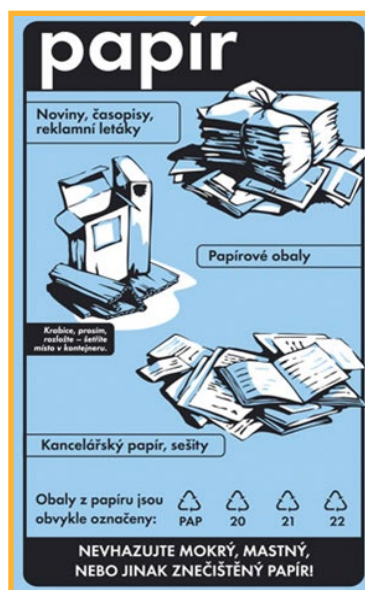 papír
Noviny, časopisy,
reklamní letáky
Papírové obaly
Krabice, prosím,
rozložte – šetříte
místo v kontejneru.
Kancelářský papír, sešity
Obaly z papíru jsou
obvykle označeny:
PAP 20 21 22
NEVHAZUJTE MOKRÝ, MASTNÝ,
NEBO JINAK ZNEČIŠTĚNÝ PAPÍR!